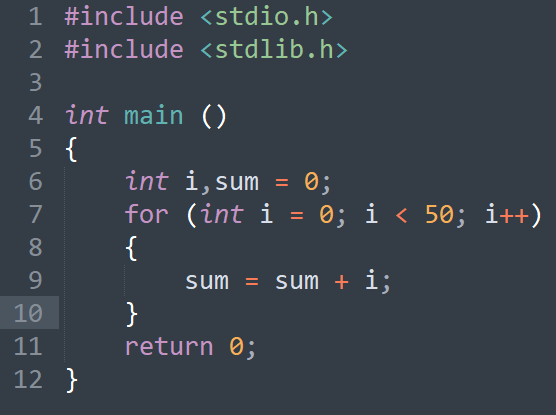 1 #include <stdio.h>
2 #include <stdlib.h>
3
4 int main ()
5 {
6     int i,sum = 0;
7     for (int i = 0; i < 50; i++)
8     {
9         sum = sum + i;
10     }
11     return 0;
12 }